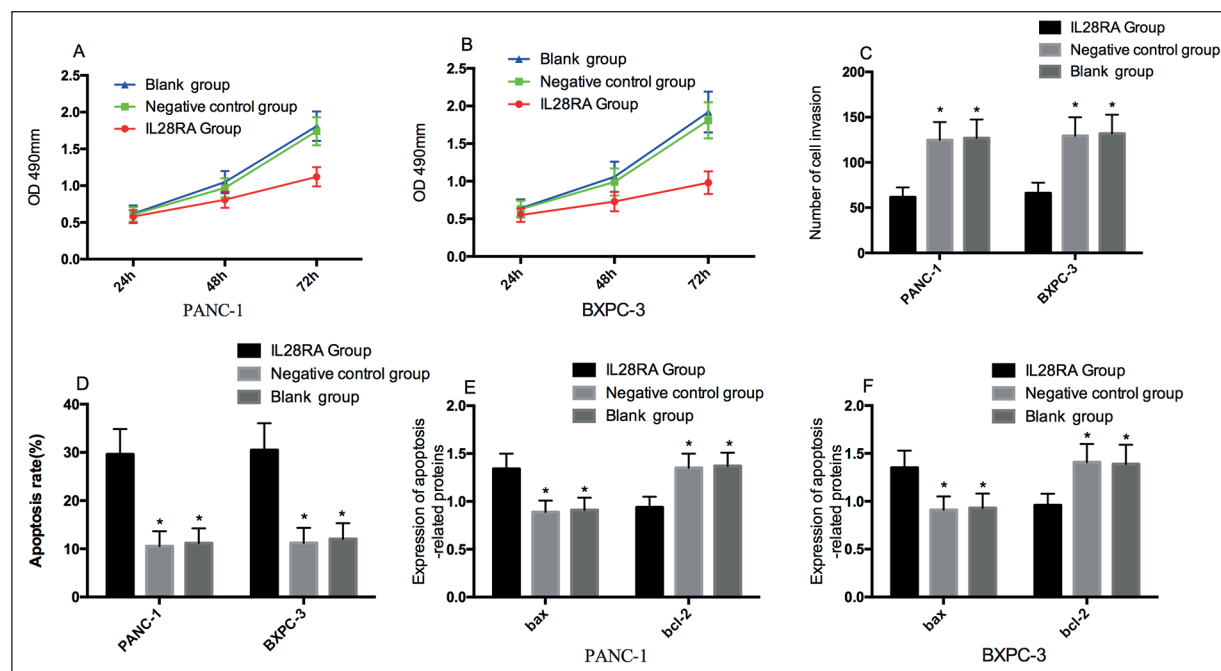 A
Blank group
Negative control group
IL28RA Group
2.5
2.0
1.5
1.0
0.5
0.0
OD 490mm
24h
48h
72h
PANC-1
B
Blank group
Negative control group
IL28RA Group
2.5
2.0
1.5
1.0
0.5
0.0
OD 490mm
24h
48h
72h
BXPC-3
C
IL28RA Group
Negative control group
Blank group
200
150
100
50
0
Number of cell invasion
* * * *
PANC-1
BXPC-3
D
IL28RA Group
Negative control group
Blank group
40
30
20
10
0
Apoptosis rate(%)
* * * *
PANC-1
BXPC-3
E
IL28RA Group
Negative control group
Blank group
2.0
1.5
1.0
0.5
0.0
Expression of apoptosis
-related proteins
* * * *
bax
bcl-2
PANC-1
F
IL28RA Group
Negative control group
Blank group
2.0
1.5
1.0
0.5
0.0
Expression of apoptosis
-related proteins
* * * *
bax
bcl-2
BXPC-3